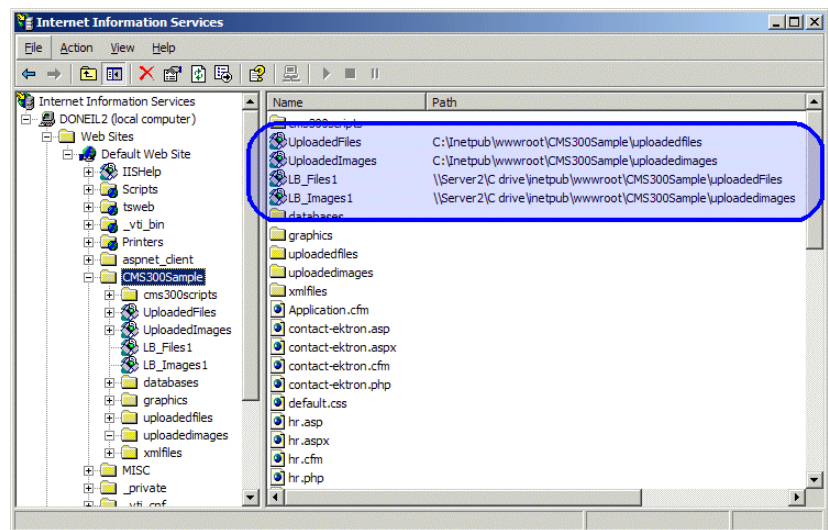 Internet Information Services
File Action View Help
Internet Information Services
DONEIL2 (local computer)
Web Sites
Default Web Site
IISHelp
Scripts
tsweb
_vti_bin
Printers
aspnet_client
CMS300Sample
cms300scripts
UploadedFiles
UploadedImages
LB_Files1
LB_Images1
databases
graphics
uploadedfiles
uploadedimages
xmlfiles
MISC
_private
_vti_cnf
Name Path
cms300scripts
UploadedFiles C:\Inetpub\wwwroot\CMS300Sample\uploadedfiles
UploadedImages C:\Inetpub\wwwroot\CMS300Sample\uploadedimages
LB_Files1 \\Server2\C drive\inetpub\wwwroot\CMS300Sample\uploadedFiles
LB_Images1 \\Server2\C drive\inetpub\wwwroot\CMS300Sample\uploadedimages
databases
graphics
uploadedfiles
uploadedimages
xmlfiles
Application.cfm
contact-ektron.asp
contact-ektron.aspx
contact-ektron.cfm
contact-ektron.php
default.css
hr.asp
hr.aspx
hr.cfm
hr.php